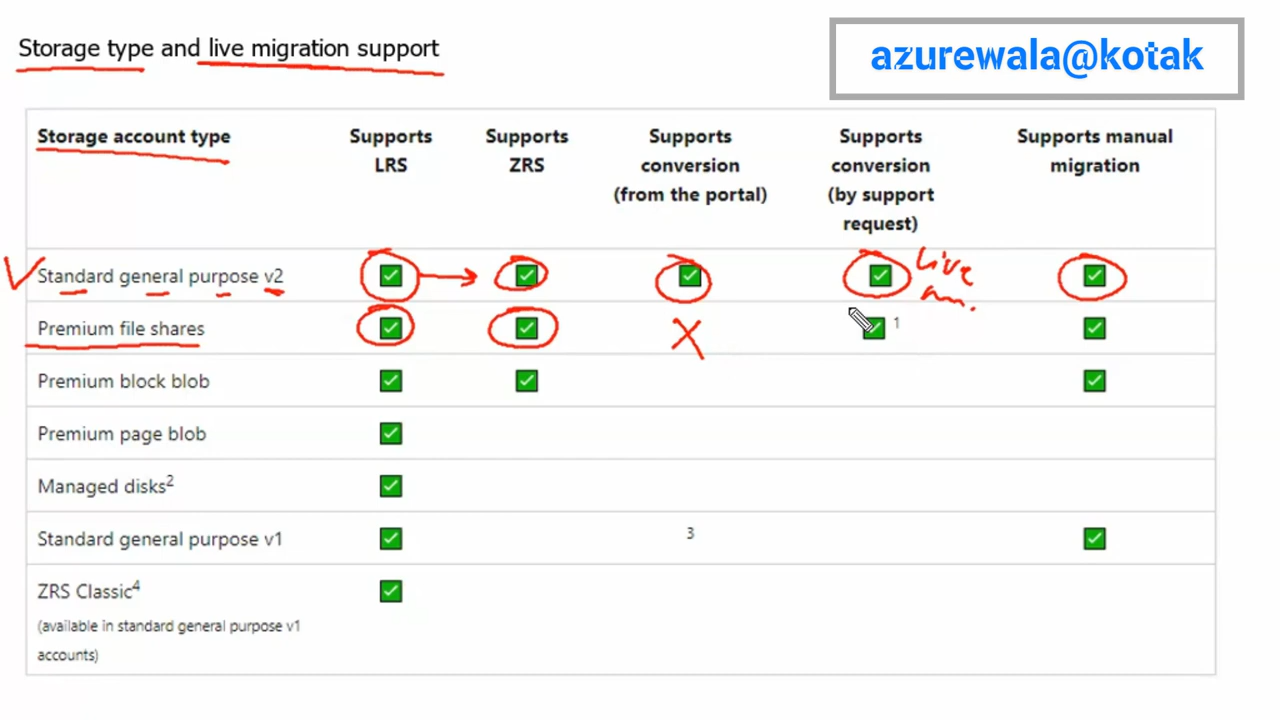 Storage type and live migration support
azurewala@kotak
Storage account type
Supports LRS
Supports ZRS
Supports conversion (from the portal)
Supports conversion (by support request)
Supports manual migration
Standard general purpose v2
Live
Premium file shares
1
Premium block blob
Premium page blob
Managed disks2
Standard general purpose v1
3
ZRS Classic4
(available in standard general purpose v1
accounts)